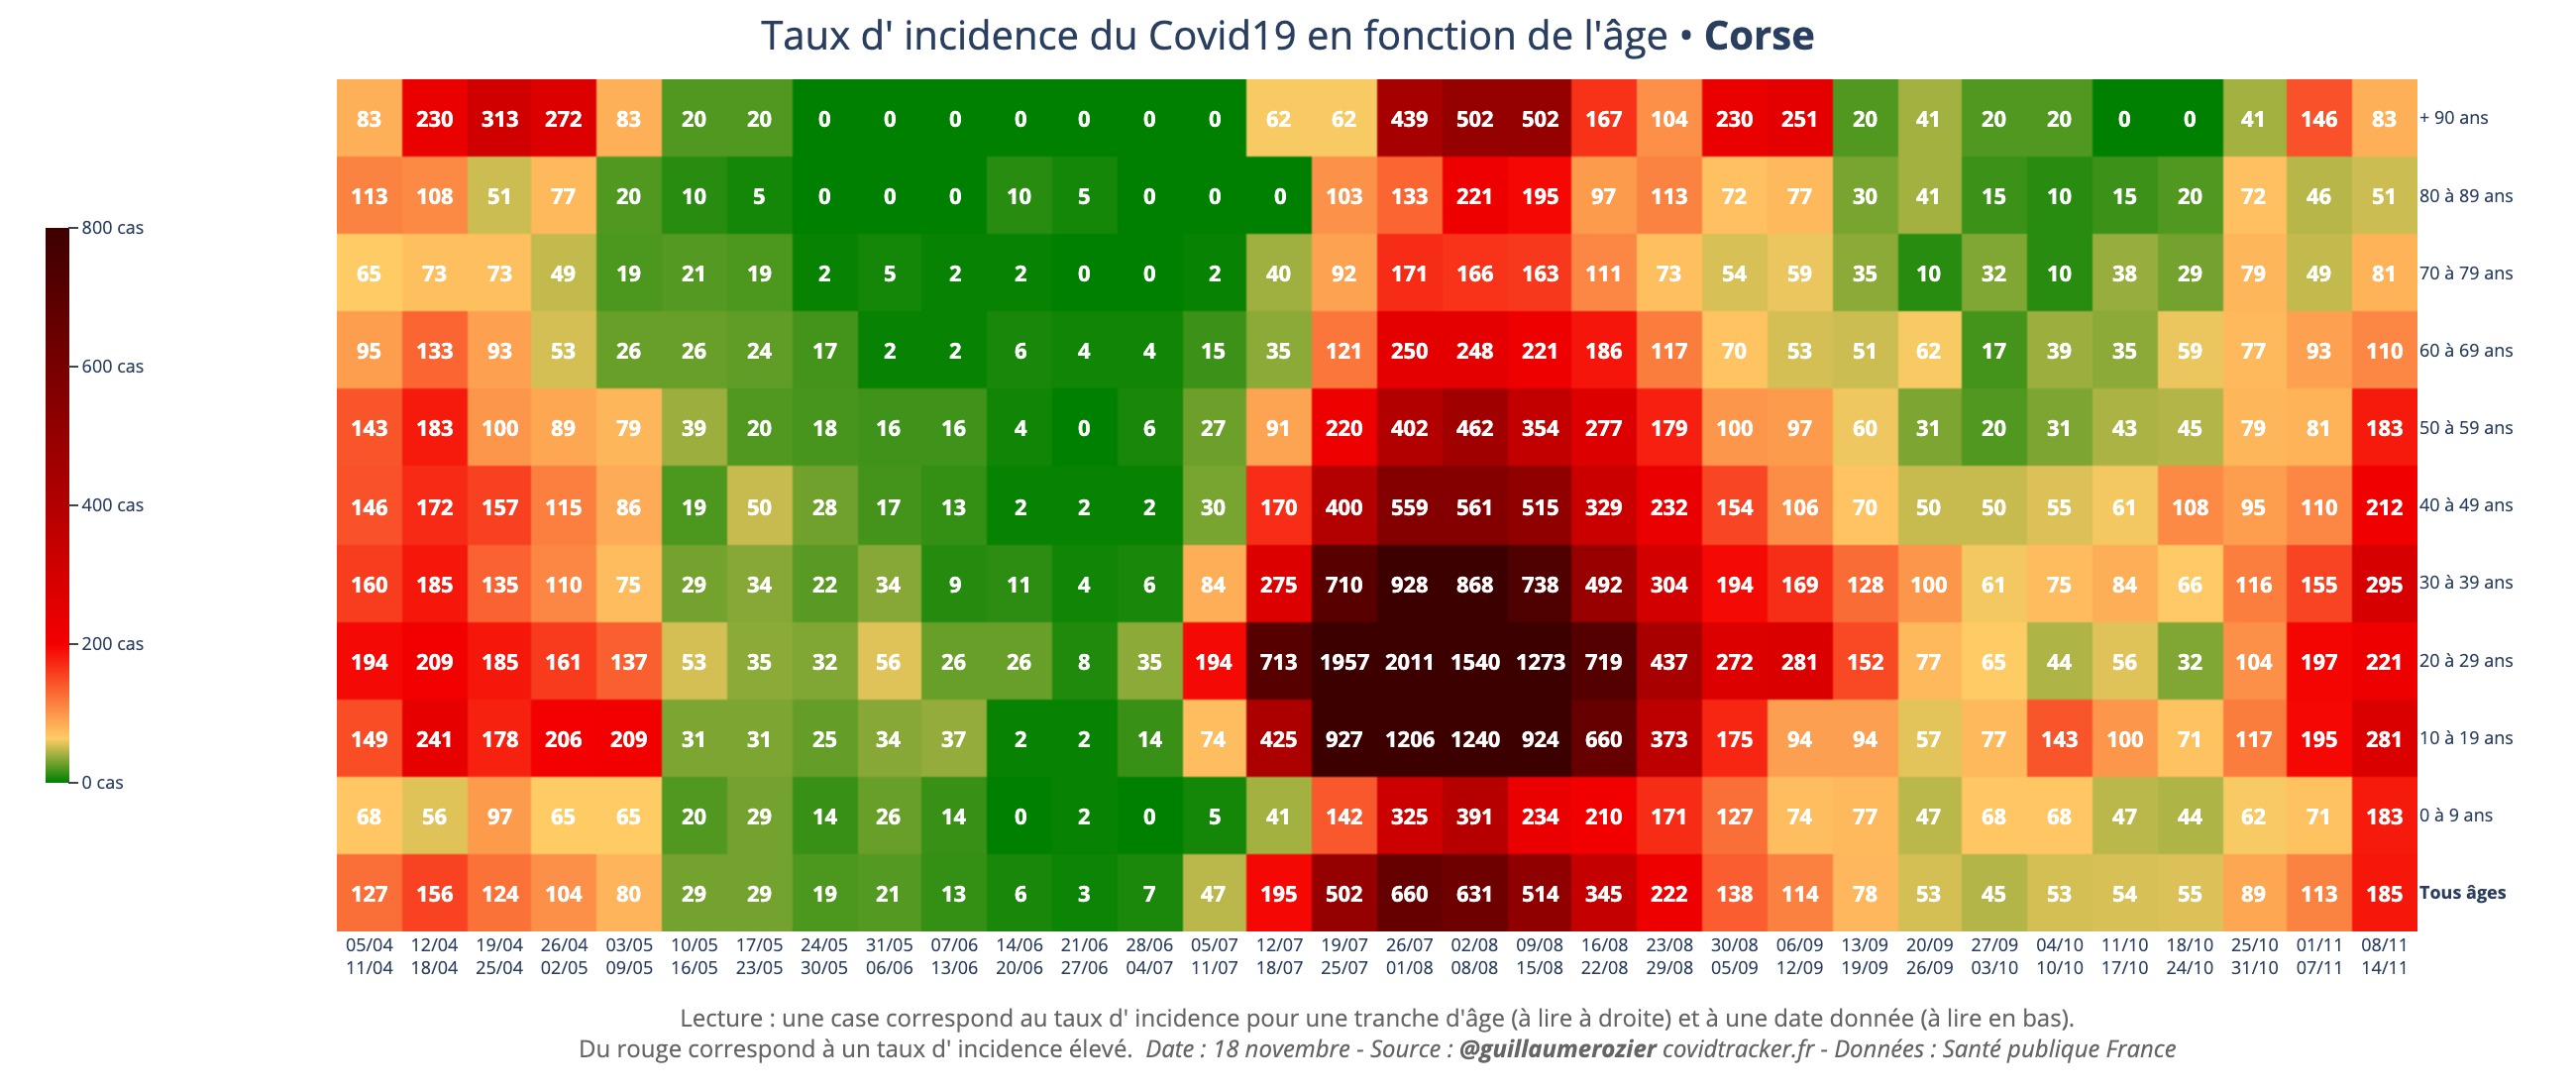 Taux d' incidence du Covid19 en fonction de l'âge • Corse
83 230 313 272 83 20 20 0 0 0 0 0 0 0 62 62 439 502 502 167 104 230 251 20 41 20 20 0 0 41 146 83 + 90 ans
113 108 51 77 20 10 5 0 0 0 10 5 0 0 0 103 133 221 195 97 113 72 77 30 41 15 10 15 20 72 46 51 80 à 89 ans
800 cas
65 73 73 49 19 21 19 2 5 2 2 0 0 2 40 92 171 166 163 111 73 54 59 35 10 32 10 38 29 79 49 81 70 à 79 ans
95 133 93 53 26 26 24 17 2 2 6 4 4 15 35 121 250 248 221 186 117 70 53 51 62 17 39 35 59 77 93 110 60 à 69 ans
600 cas
143 183 100 89 79 39 20 18 16 16 4 0 6 27 91 220 402 462 354 277 179 100 97 60 31 20 31 43 45 79 81 183 50 à 59 ans
400 cas
146 172 157 115 86 19 50 28 17 13 2 2 2 30 170 400 559 561 515 329 232 154 106 70 50 50 55 61 108 95 110 212 40 à 49 ans
160 185 135 110 75 29 34 22 34 9 11 4 6 84 275 710 928 868 738 492 304 194 169 128 100 61 75 84 66 116 155 295 30 à 39 ans
200 cas
194 209 185 161 137 53 35 32 56 26 26 8 35 194 713 1957 2011 1540 1273 719 437 272 281 152 77 65 44 56 32 104 197 221 20 à 29 ans
149 241 178 206 209 31 31 25 34 37 2 2 14 74 425 927 1206 1240 924 660 373 175 94 94 57 77 143 100 71 117 195 281 10 à 19 ans
0 cas
68 56 97 65 65 20 29 14 26 14 0 2 0 5 41 142 325 391 234 210 171 127 74 77 47 68 68 47 44 62 71 183 0 à 9 ans
127 156 124 104 80 29 29 19 21 13 6 3 7 47 195 502 660 631 514 345 222 138 114 78 53 45 53 54 55 89 113 185 Tous âges
05/04 12/04 19/04 26/04 03/05 10/05 17/05 24/05 31/05 07/06 14/06 21/06 28/06 05/07 12/07 19/07 26/07 02/08 09/08 16/08 23/08 30/08 06/09 13/09 20/09 27/09 04/10 11/10 18/10 25/10 01/11 08/11
11/04 18/04 25/04 02/05 09/05 16/05 23/05 30/05 06/06 13/06 20/06 27/06 04/07 11/07 18/07 25/07 01/08 08/08 15/08 22/08 29/08 05/09 12/09 19/09 26/09 03/10 10/10 17/10 24/10 31/10 07/11 14/11
Lecture : une case correspond au taux d' incidence pour une tranche d'âge (à lire à droite) et à une date donnée (à lire en bas).
Du rouge correspond à un taux d' incidence élevé. Date : 18 novembre - Source : @guillaumerozier covidtracker.fr - Données : Santé publique France